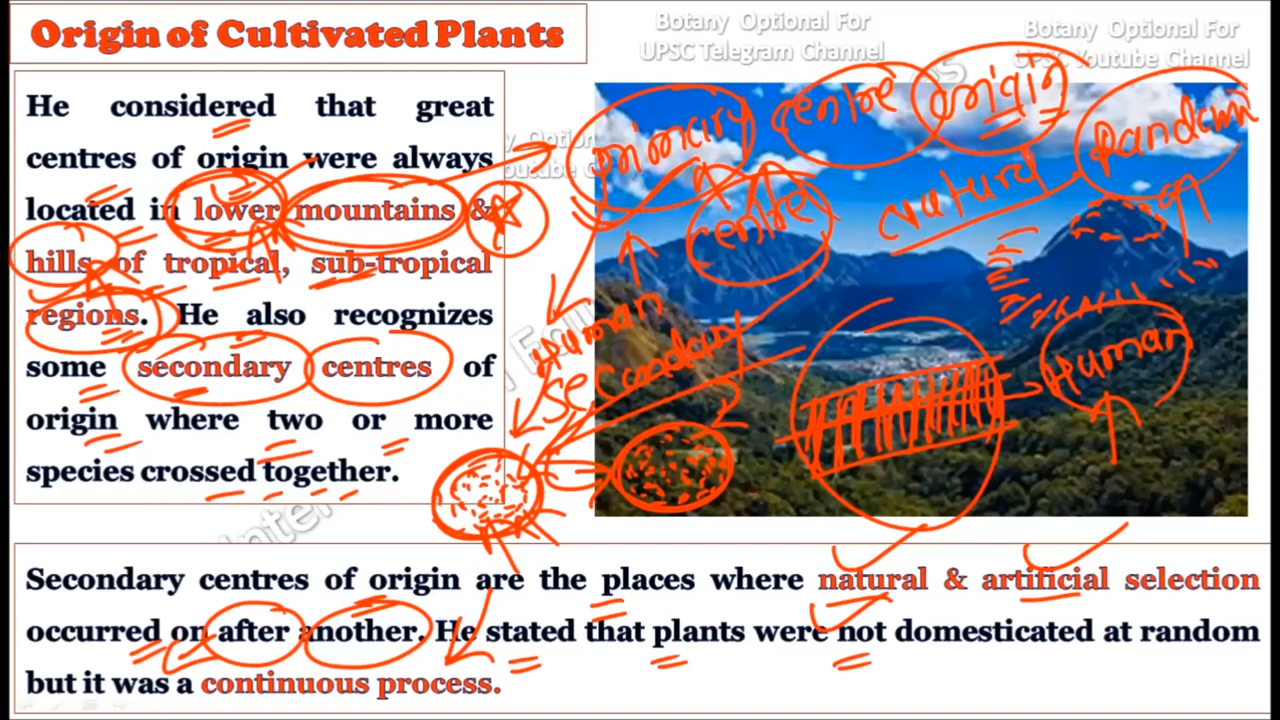 Origin of Cultivated Plants
Botany Optional For
UPSC Telegram Channel
Botany Optional For
UPSC Youtube Channel
He considered that great
centres of origin were always
located in lower mountains &
hills of tropical, sub-tropical
regions. He also recognizes
some secondary centres of
origin where two or more
species crossed together.
primary centre origin
centre
Human
Secondary
Human
Secondary centres of origin are the places where natural & artificial selection
occurred on after another. He stated that plants were not domesticated at random
but it was a continuous process.